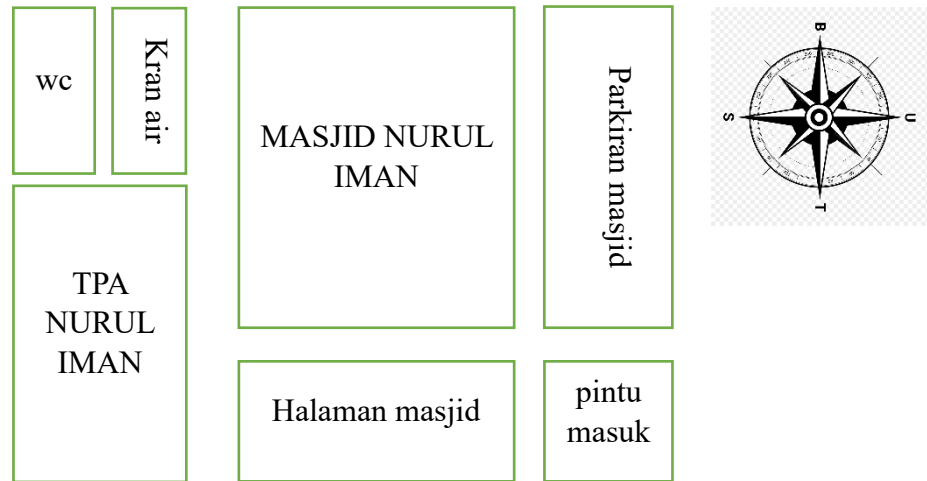 wc
Kran air
MASJID NURUL
IMAN
Parkiran masjid
B
U
S
T
TPA
NURUL
IMAN
Halaman masjid
pintu
masuk